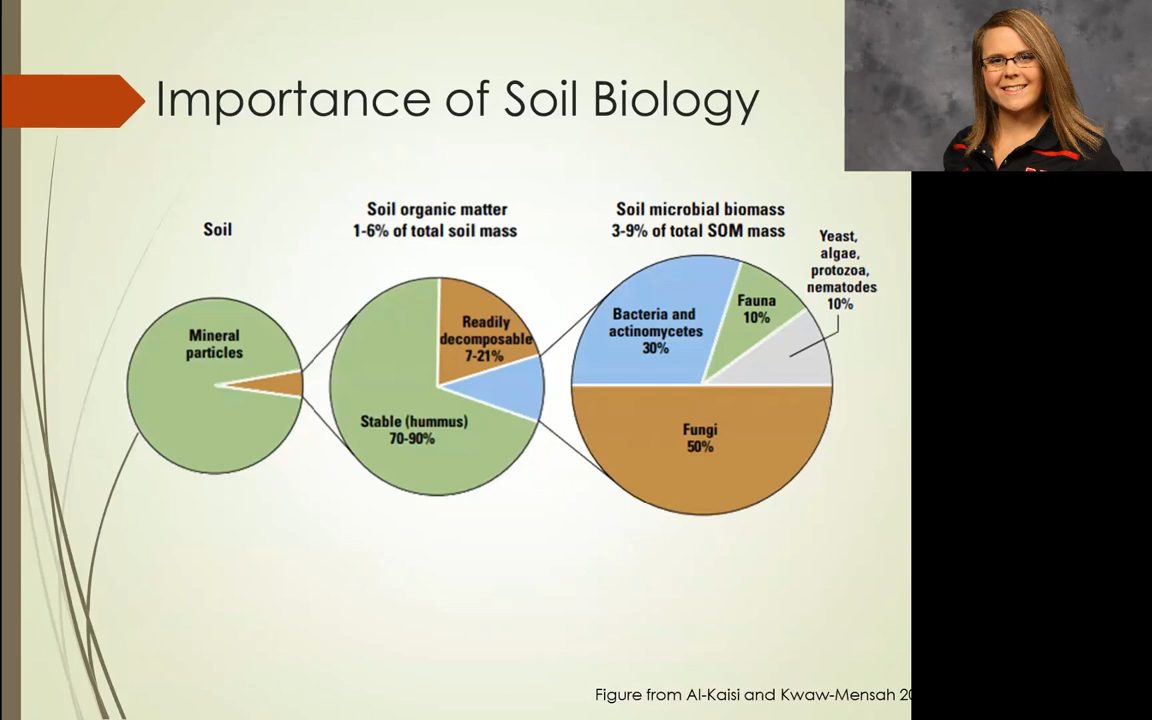 Importance of Soil Biology
Soil
Mineral
particles
Soil organic matter
1-6% of total soil mass
Readily
decomposable
7-21%
Stable (hummus)
70-90%
Soil microbial biomass
3-9% of total SOM mass
Bacteria and
actinomycetes
30%
Fauna
10%
Yeast,
algae,
protozoa,
nematodes
10%
Fungi
50%
Figure from Al-Kaisi and Kwaw-Mensah